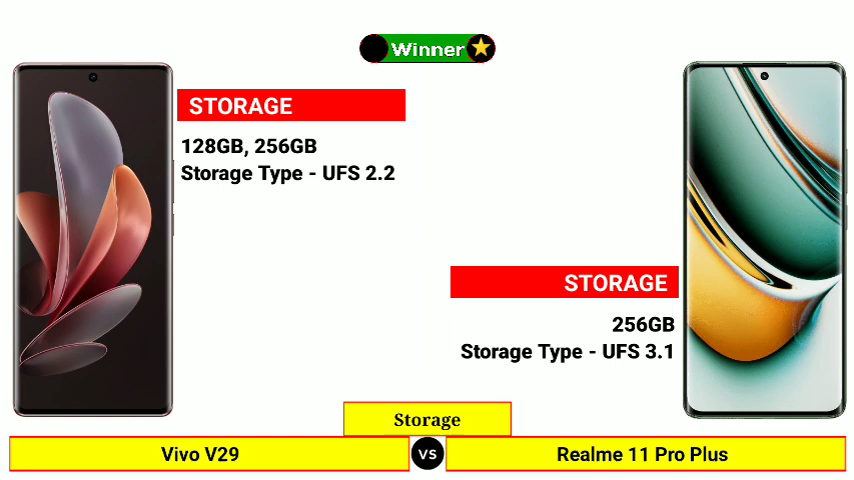 Winner
STORAGE
128GB, 256GB
Storage Type - UFS 2.2
STORAGE
256GB
Storage Type - UFS 3.1
Storage
Vivo V29
VS
Realme 11 Pro Plus